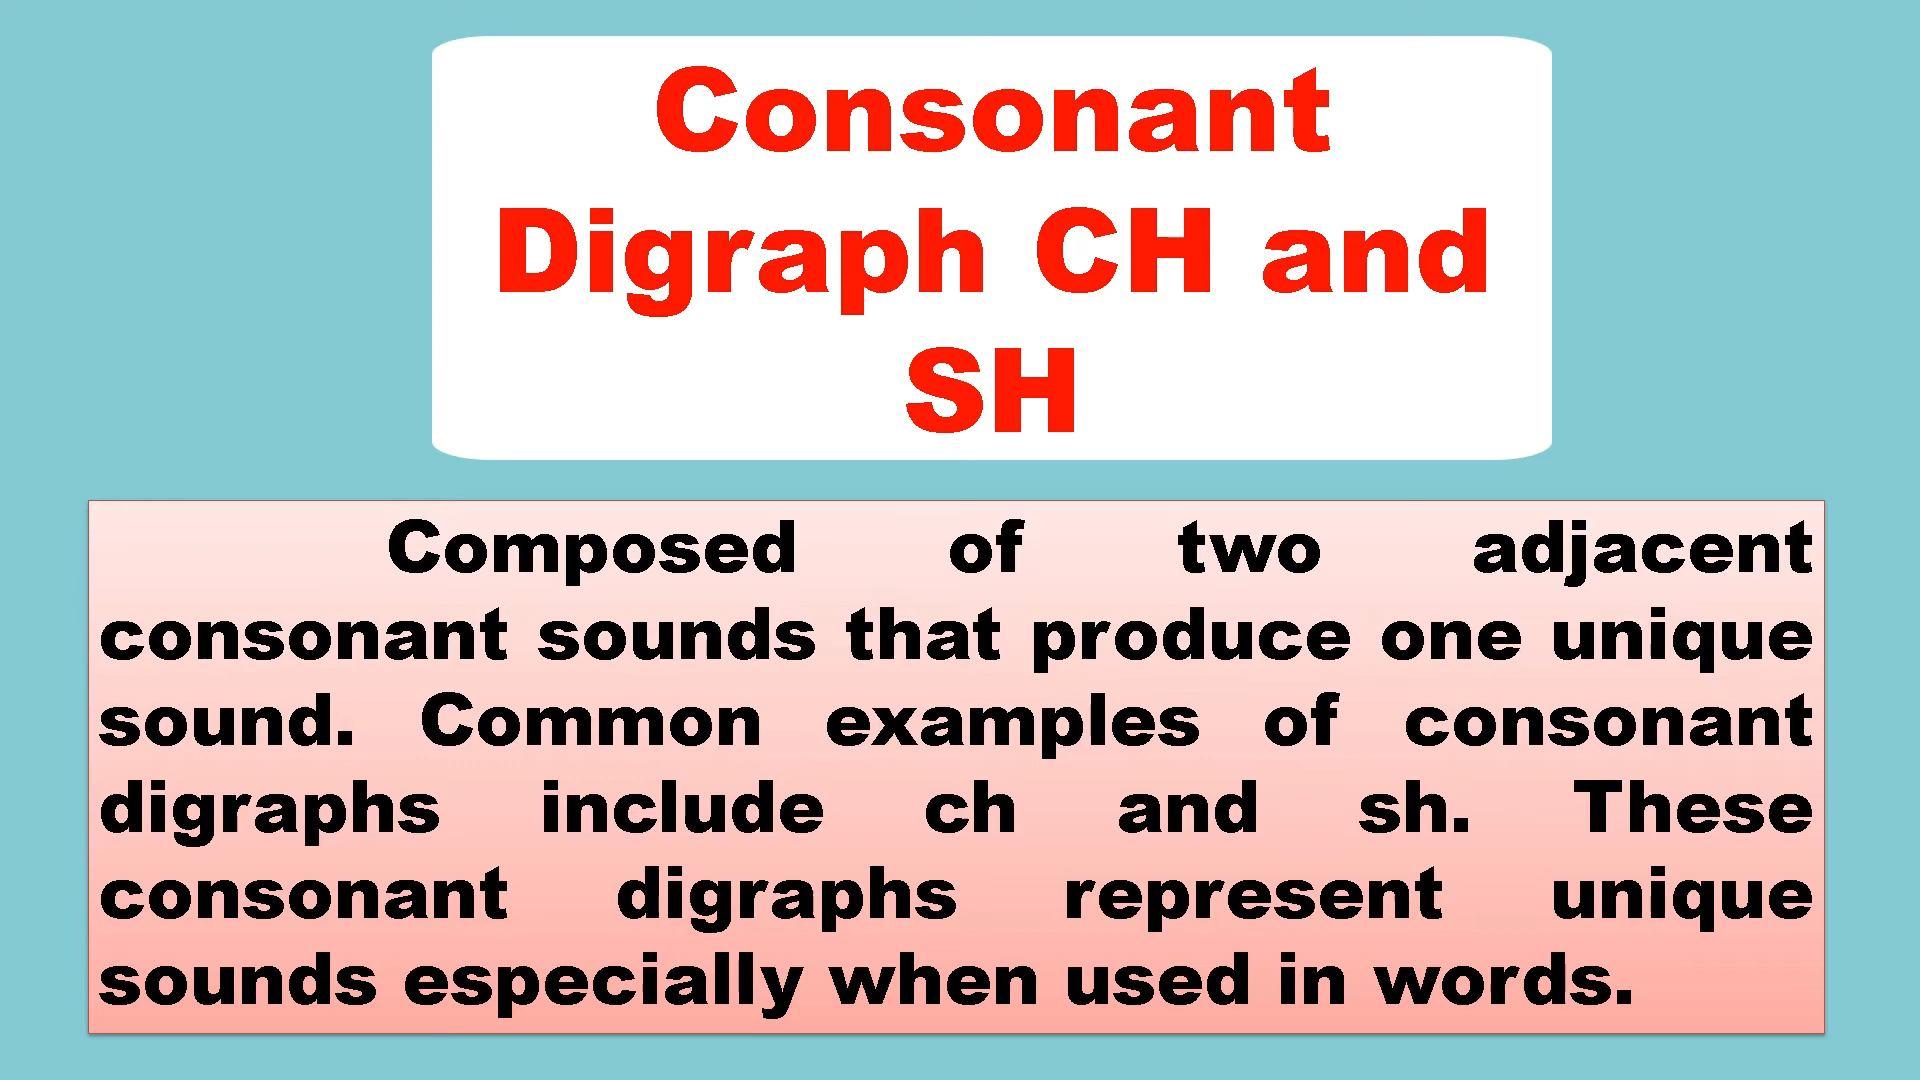 Consonant
Digraph CH and
SH
Composed of two adjacent
consonant sounds that produce one unique
sound. Common examples of consonant
digraphs include ch and sh. These
consonant digraphs represent unique
sounds especially when used in words.